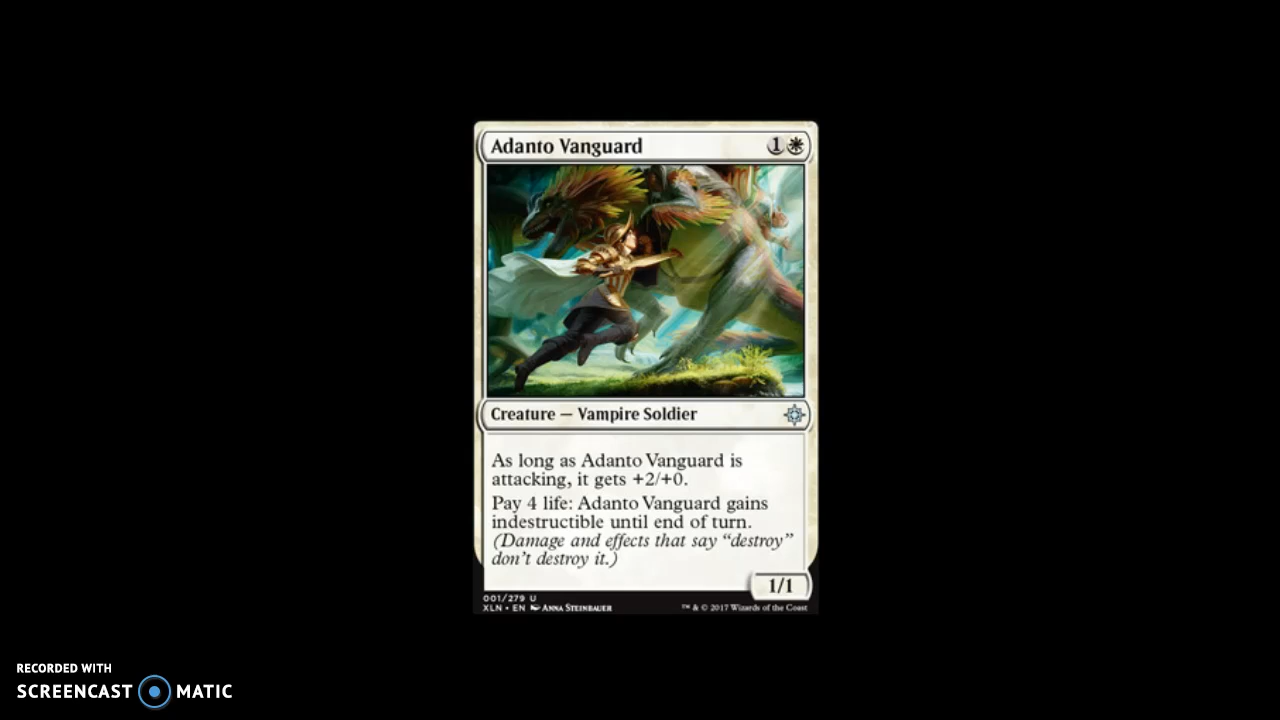 Adanto Vanguard 1
Creature — Vampire Soldier
As long as Adanto Vanguard is
attacking, it gets +2/+0.
Pay 4 life: Adanto Vanguard gains
indestructible until end of turn.
(Damage and effects that say “destroy”
don’t destroy it.)
1/1
001/279 U
XLN • EN Anna Steinbauer
™ & © 2017 Wizards of the Coast
RECORDED WITH
SCREENCAST MATIC